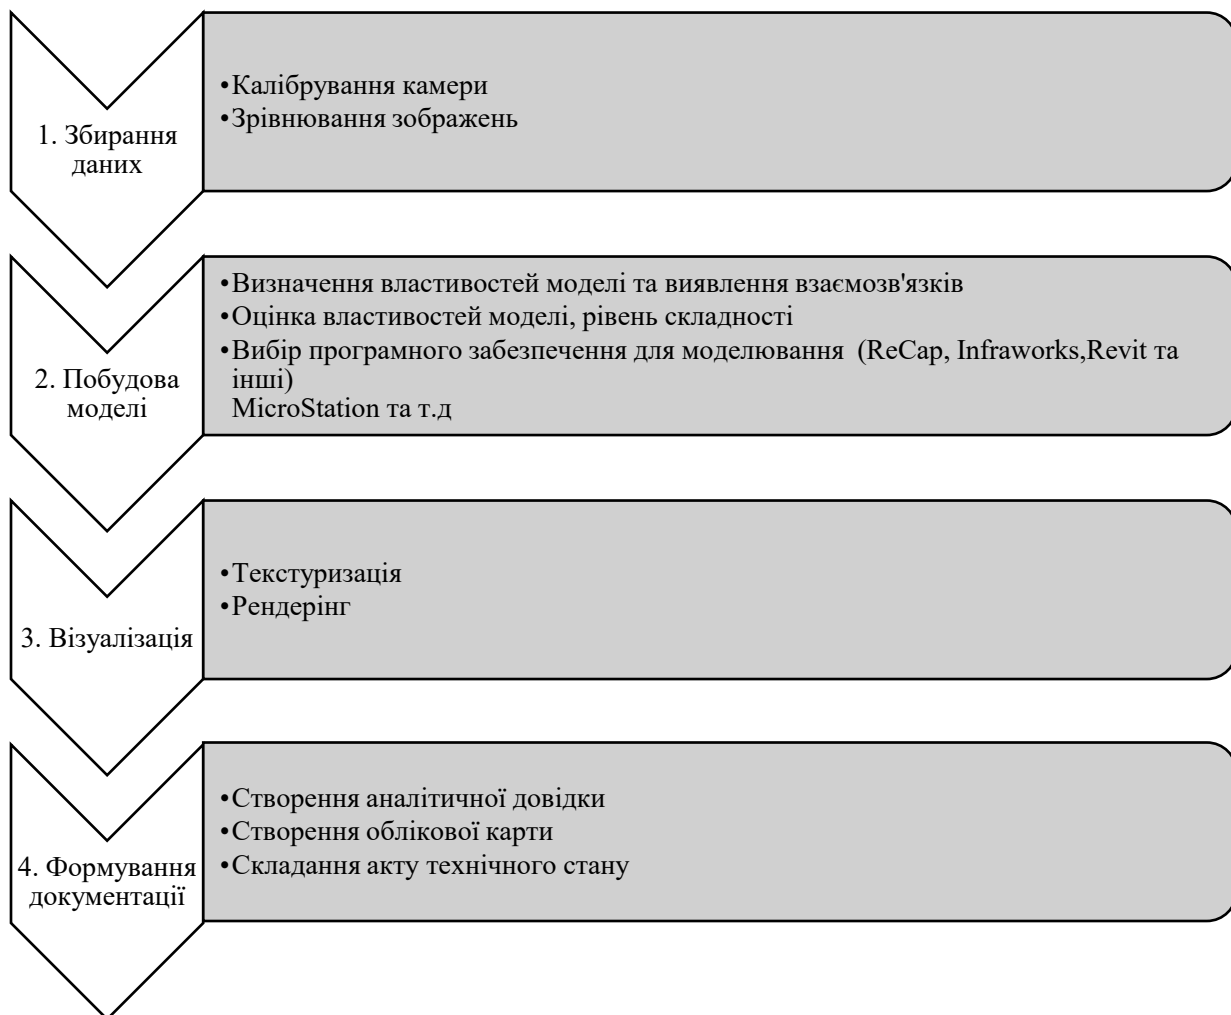 1. Збирання
даних
•Калібрування камери
•Зрівнювання зображень
2. Побудова
моделі
•Визначення властивостей моделі та виявлення взаємозв'язків
•Оцінка властивостей моделі, рівень складності
•Вибір програмного забезпечення для моделювання (ReCap, Infraworks,Revit та
інші)
MicroStation та т.д
3. Візуалізація
•Текстуризація
•Рендерінг
4. Формування
документації
•Створення аналітичної довідки
•Створення облікової карти
•Складання акту технічного стану